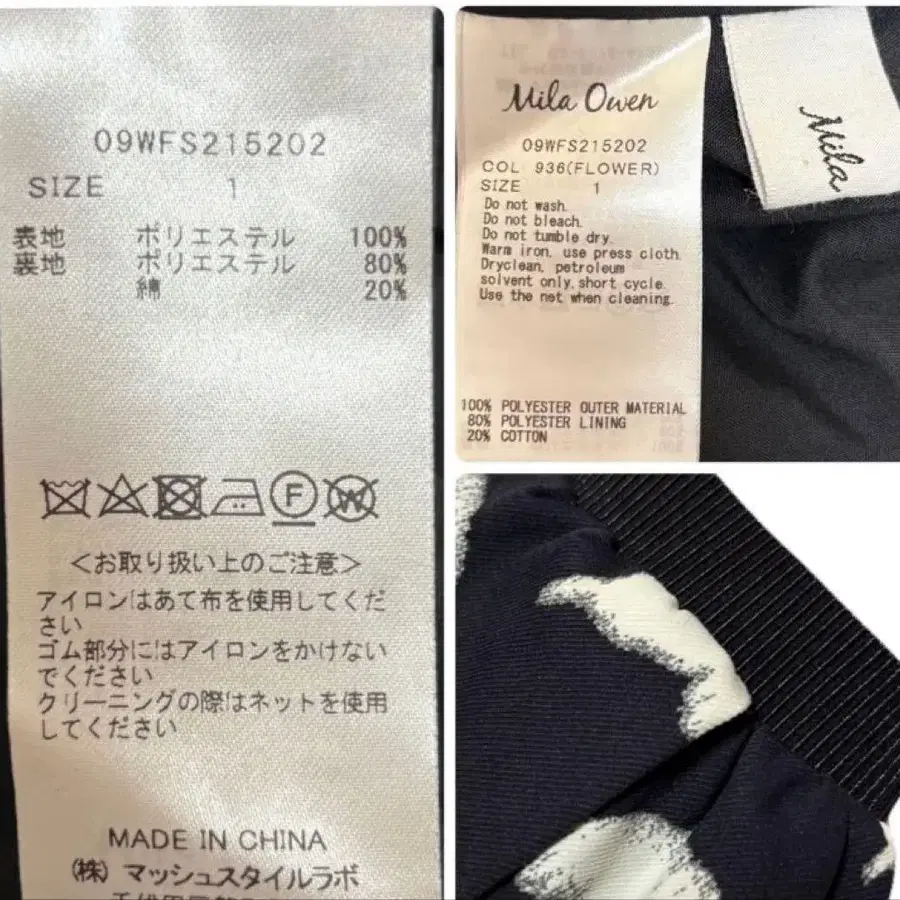 09WFS215202
SIZE 1
表地 ポリエステル 100%
裏地 ポリエステル 80%
綿 20%
F
W
<お取り扱い上のご注意>
アイロンはあて布を使用してくだ
さい
ゴム部分にはアイロンをかけない
でください
クリーニングの際はネットを使用
してください
MADE IN CHINA
(株) マッシュスタイルラボ
Mila Owen
09WFS215202
COL 936(FLOWER)
SIZE 1
Do not wash.
Do not bleach.
Do not tumble dry.
Warm iron, use press cloth.
Dryclean, petroleum
solvent only, short cycle.
Use the net when cleaning.
100% POLYESTER OUTER MATERIAL
80% POLYESTER LINING
20% COTTON
Mila